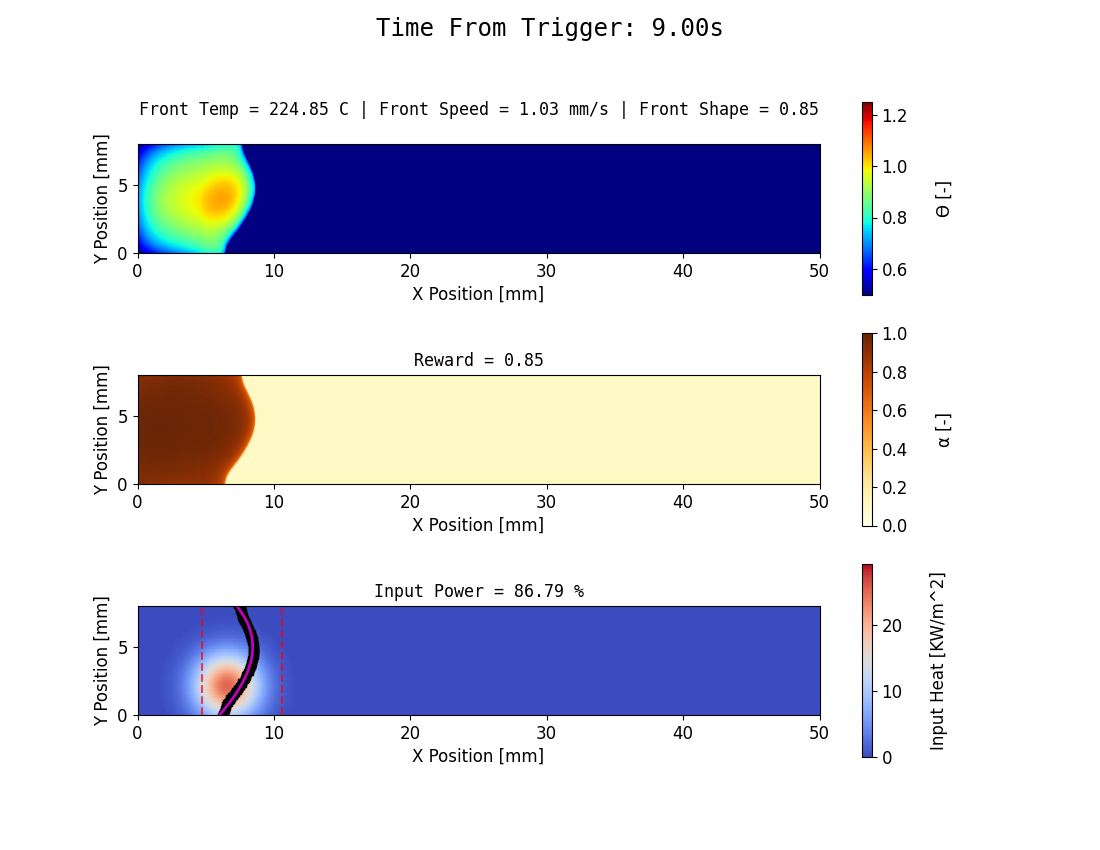 Time From Trigger: 9.00s
Front Temp = 224.85 C | Front Speed = 1.03 mm/s | Front Shape = 0.85
Y Position [mm]
5
0
0 10 20 30 40 50
X Position [mm]
1.2
1.0
0.8
0.6
Θ [-]
Reward = 0.85
Y Position [mm]
5
0
0 10 20 30 40 50
X Position [mm]
1.0
0.8
0.6
0.4
0.2
0.0
α [-]
Input Power = 86.79 %
Y Position [mm]
5
0
0 10 20 30 40 50
X Position [mm]
20
10
0
Input Heat [KW/m^2]